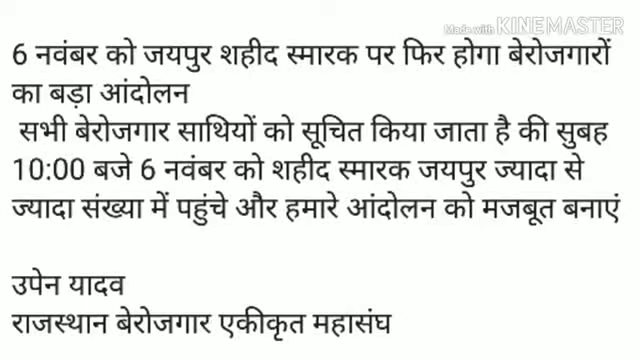 Made with KINEMASTER
6 नवंबर को जयपुर शहीद स्मारक पर फिर होगा बेरोजगारों
का बड़ा आंदोलन
सभी बेरोजगार साथियों को सूचित किया जाता है की सुबह
10:00 बजे 6 नवंबर को शहीद स्मारक जयपुर ज्यादा से
ज्यादा संख्या में पहुंचे और हमारे आंदोलन को मजबूत बनाएं
उपेन यादव
राजस्थान बेरोजगार एकीकृत महासंघ